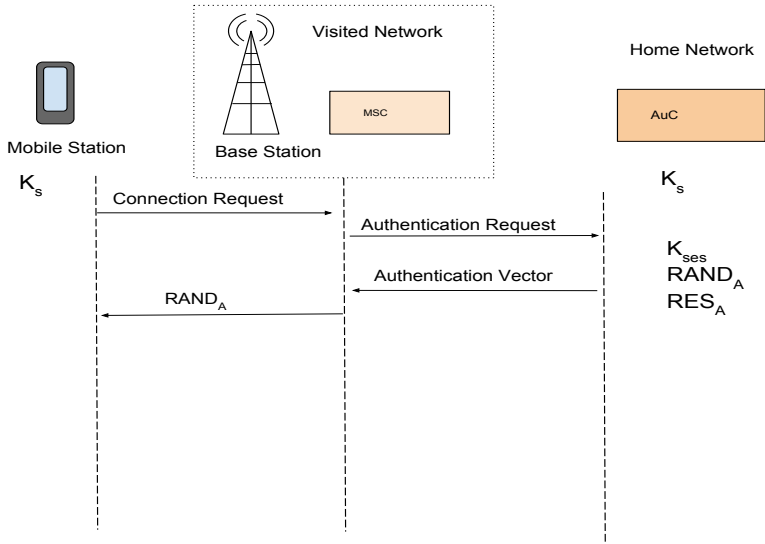 Visited Network
Home Network
MSC
AuC
Mobile Station
Base Station
K_s
K_s
Connection Request
Authentication Request
K_ses
Authentication Vector
RAND_A
RAND_A
RES_A